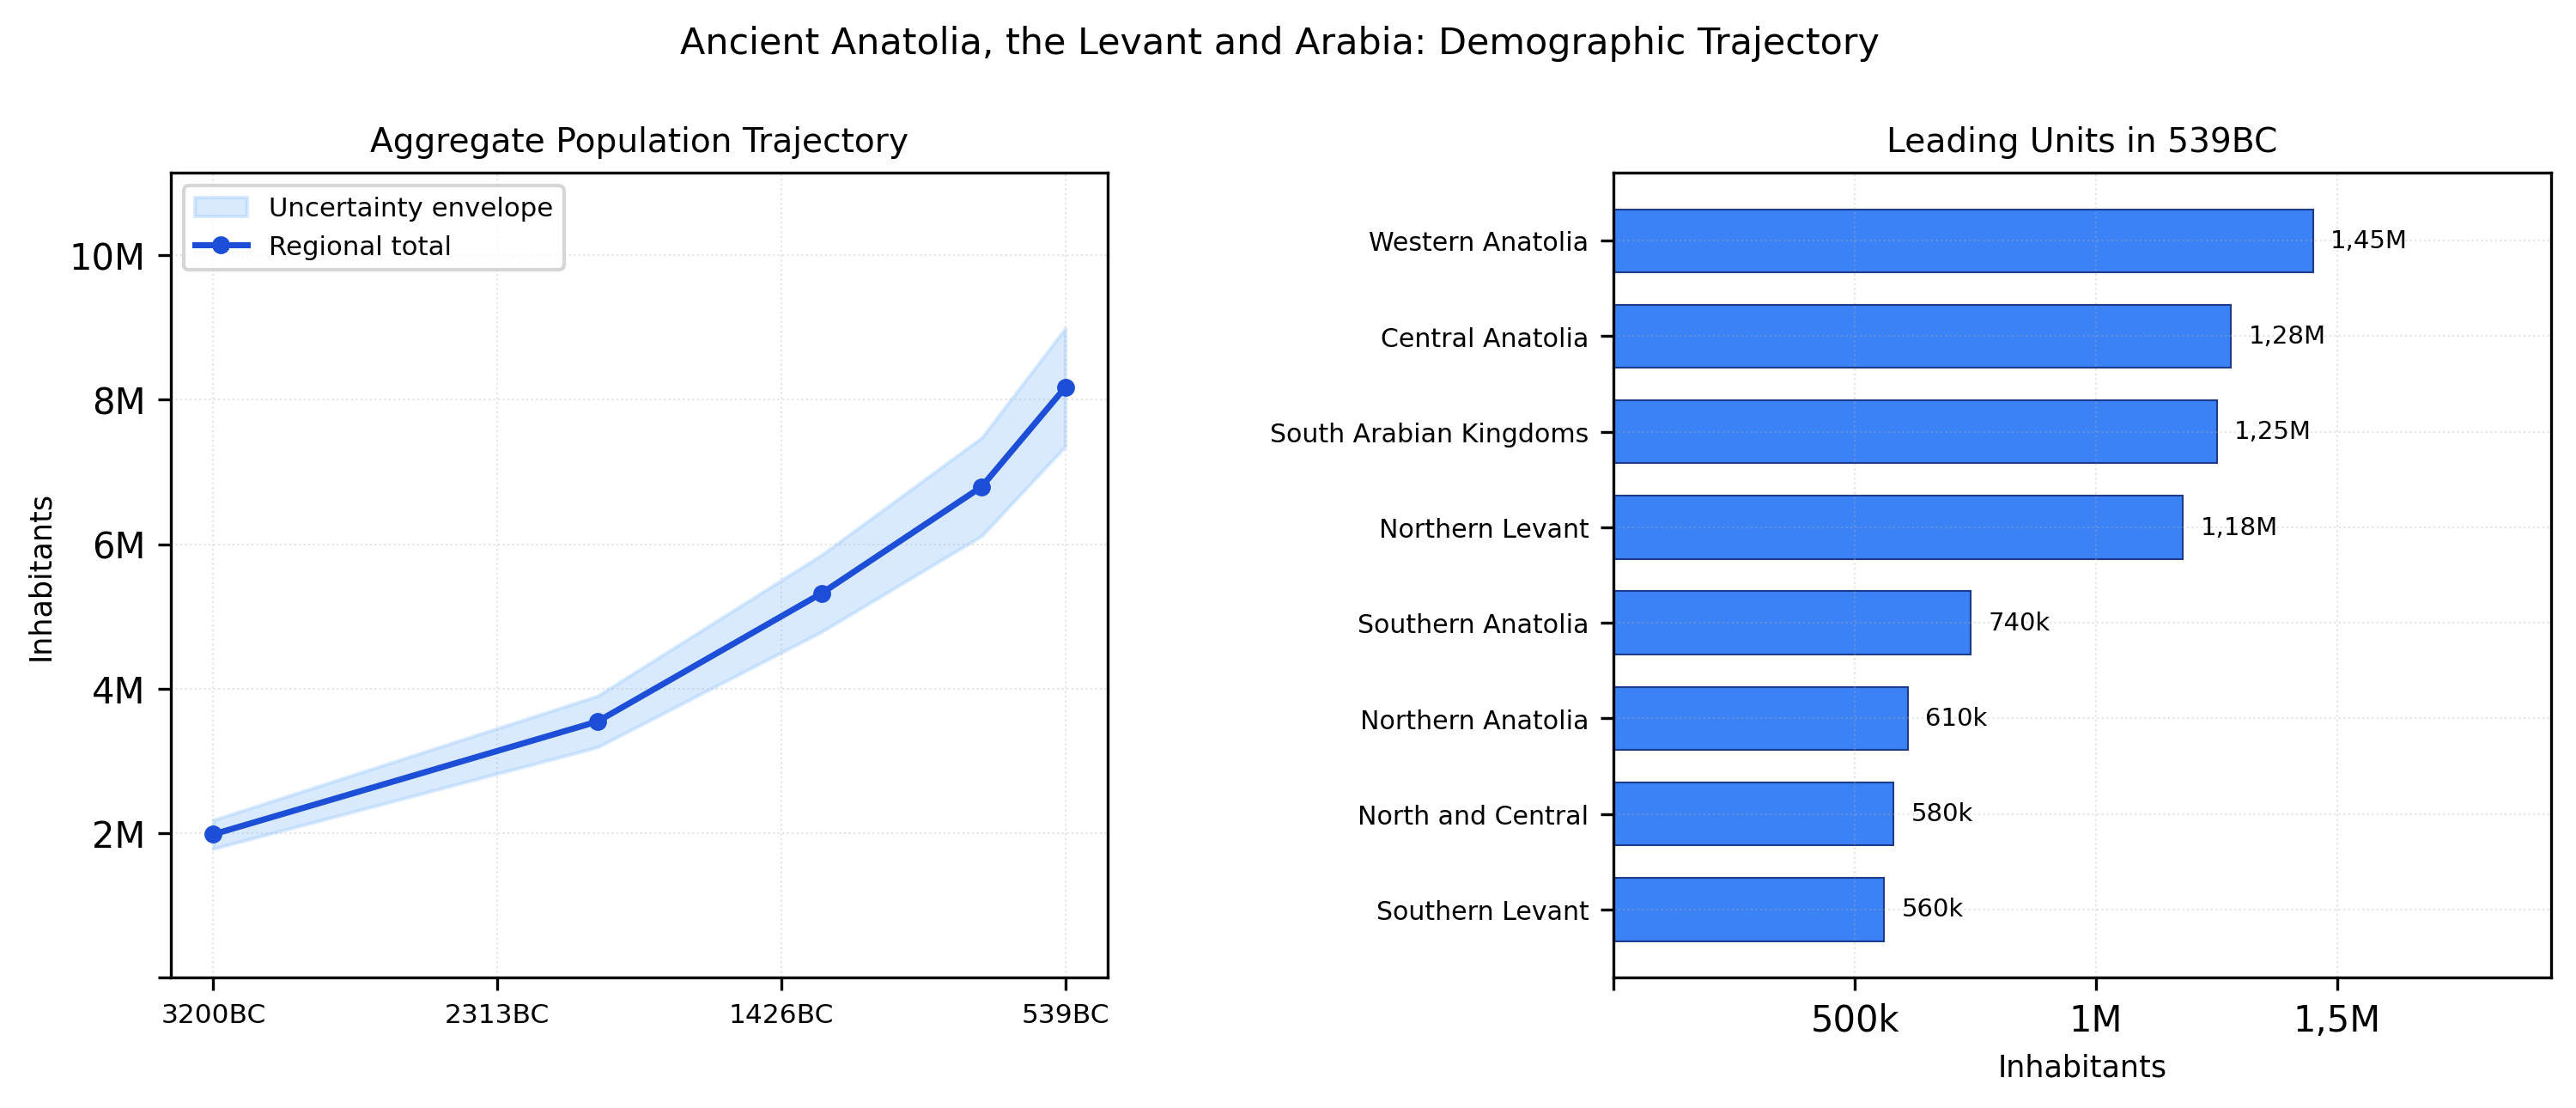 Ancient Anatolia, the Levant and Arabia: Demographic Trajectory
Aggregate Population Trajectory
Uncertainty envelope
Regional total
10M
8M
6M
4M
2M
Inhabitants
3200BC
2313BC
1426BC
539BC
Leading Units in 539BC
Western Anatolia
1,45M
Central Anatolia
1,28M
South Arabian Kingdoms
1,25M
Northern Levant
1,18M
Southern Anatolia
740k
Northern Anatolia
610k
North and Central
580k
Southern Levant
560k
500k
1M
1,5M
Inhabitants